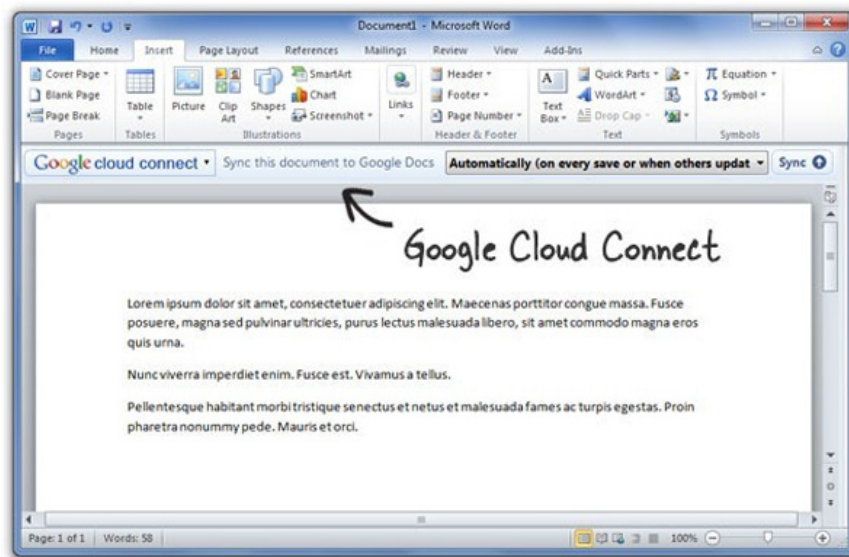 Document1 - Microsoft Word
File Home Insert Page Layout References Mailings Review View Add-Ins
Cover Page
Blank Page
Page Break
Pages
Table
Tables
Picture
Clip Art
Shapes
SmartArt
Chart
Screenshot
Illustrations
Links
Header
Footer
Page Number
Header & Footer
Text Box
Quick Parts
WordArt
Drop Cap
Text
π Equation
Ω Symbol
Symbols
Google cloud connect Sync this document to Google Docs Automatically (on every save or when others updat Sync
Google Cloud Connect
Lorem ipsum dolor sit amet, consectetuer adipiscing elit. Maecenas porttitor congue massa. Fusce
posuere, magna sed pulvinar ultricies, purus lectus malesuada libero, sit amet commodo magna eros
quis urna.
Nunc viverra imperdiet enim. Fusce est. Vivamus a tellus.
Pellentesque habitant morbi tristique senectus et netus et malesuada fames ac turpis egestas. Proin
pharetra nonummy pede. Mauris et orci.
Page: 1 of 1 Words: 58 100%